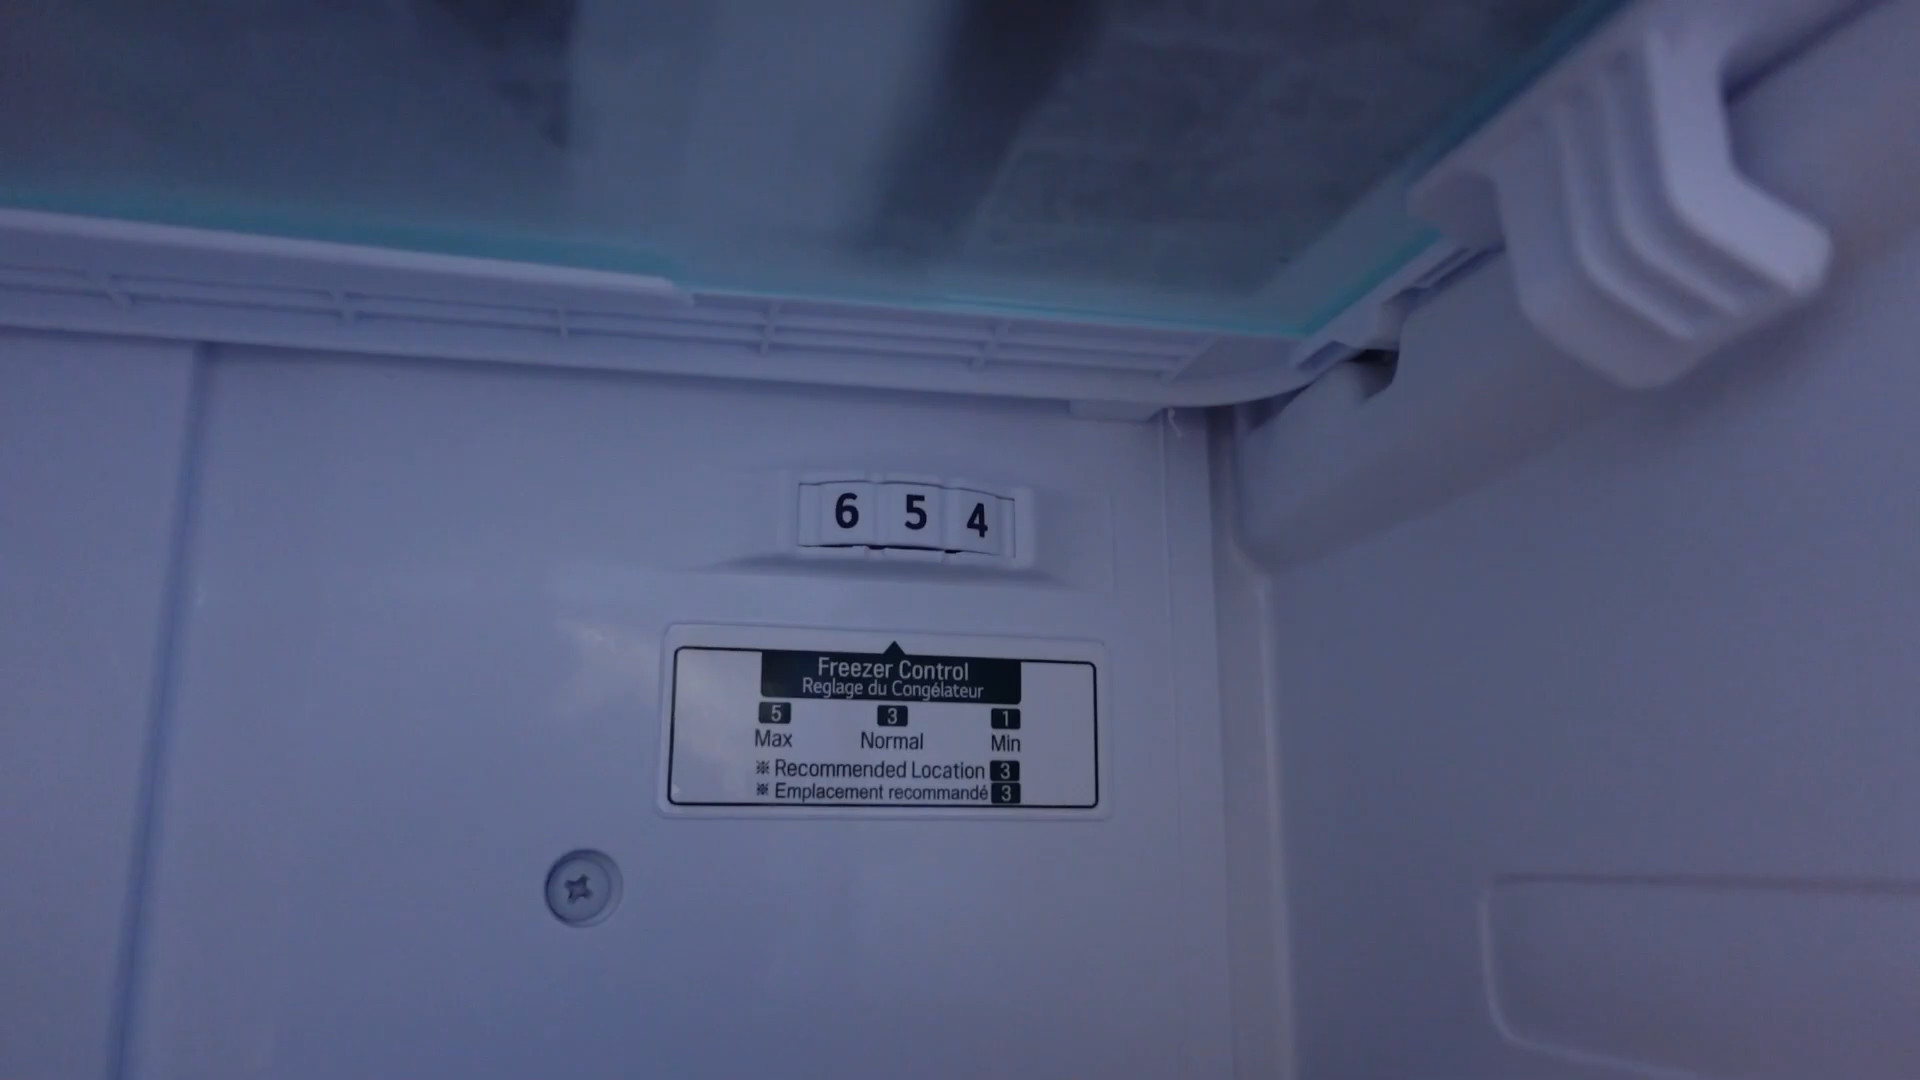 6 5 4
Freezer Control
Reglage du Congélateur
5 3 1
Max Normal Min
※ Recommended Location 3
※ Emplacement recommandé 3